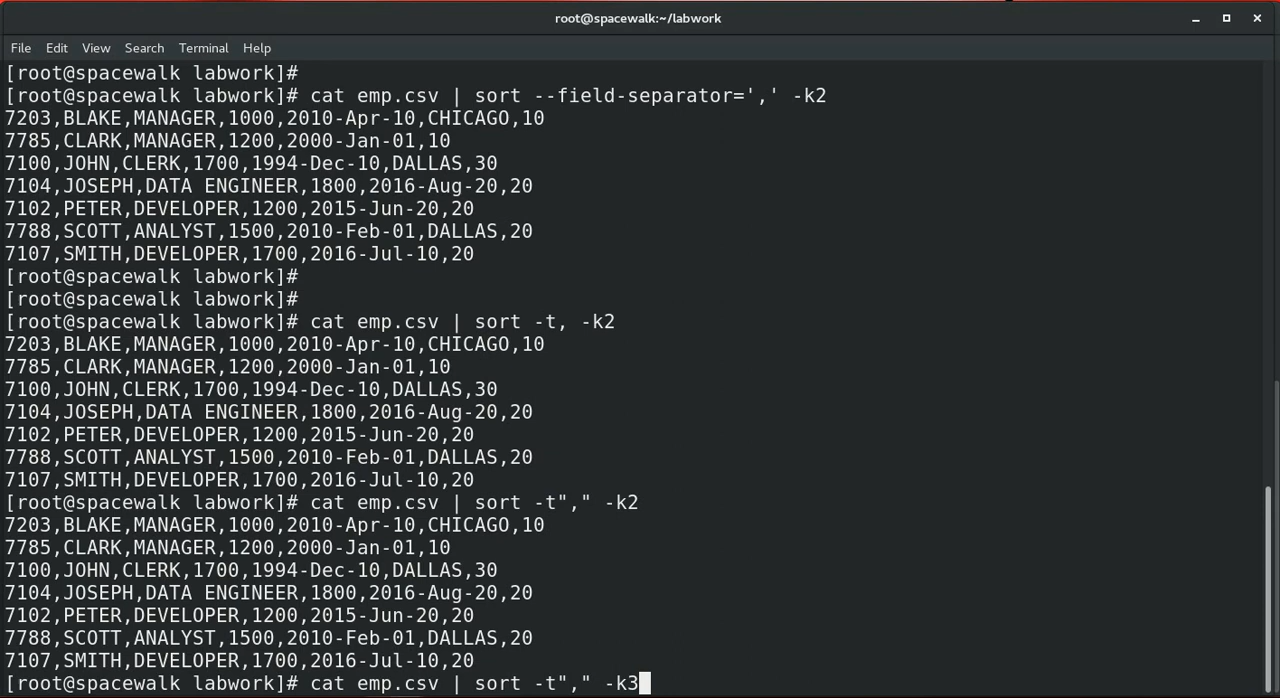 root@spacewalk:~/labwork
File Edit View Search Terminal Help
[root@spacewalk labwork]#
[root@spacewalk labwork]# cat emp.csv | sort --field-separator=',' -k2
7203,BLAKE,MANAGER,1000,2010-Apr-10,CHICAGO,10
7785,CLARK,MANAGER,1200,2000-Jan-01,10
7100,JOHN,CLERK,1700,1994-Dec-10,DALLAS,30
7104,JOSEPH,DATA ENGINEER,1800,2016-Aug-20,20
7102,PETER,DEVELOPER,1200,2015-Jun-20,20
7788,SCOTT,ANALYST,1500,2010-Feb-01,DALLAS,20
7107,SMITH,DEVELOPER,1700,2016-Jul-10,20
[root@spacewalk labwork]#
[root@spacewalk labwork]#
[root@spacewalk labwork]# cat emp.csv | sort -t, -k2
7203,BLAKE,MANAGER,1000,2010-Apr-10,CHICAGO,10
7785,CLARK,MANAGER,1200,2000-Jan-01,10
7100,JOHN,CLERK,1700,1994-Dec-10,DALLAS,30
7104,JOSEPH,DATA ENGINEER,1800,2016-Aug-20,20
7102,PETER,DEVELOPER,1200,2015-Jun-20,20
7788,SCOTT,ANALYST,1500,2010-Feb-01,DALLAS,20
7107,SMITH,DEVELOPER,1700,2016-Jul-10,20
[root@spacewalk labwork]# cat emp.csv | sort -t"," -k2
7203,BLAKE,MANAGER,1000,2010-Apr-10,CHICAGO,10
7785,CLARK,MANAGER,1200,2000-Jan-01,10
7100,JOHN,CLERK,1700,1994-Dec-10,DALLAS,30
7104,JOSEPH,DATA ENGINEER,1800,2016-Aug-20,20
7102,PETER,DEVELOPER,1200,2015-Jun-20,20
7788,SCOTT,ANALYST,1500,2010-Feb-01,DALLAS,20
7107,SMITH,DEVELOPER,1700,2016-Jul-10,20
[root@spacewalk labwork]# cat emp.csv | sort -t"," -k3